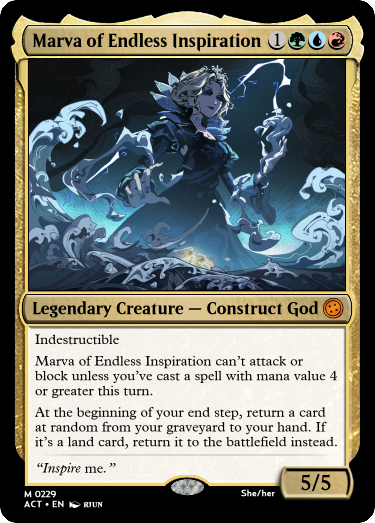 Marva of Endless Inspiration 1
Legendary Creature — Construct God
Indestructible
Marva of Endless Inspiration can't attack or
block unless you've cast a spell with mana value 4
or greater this turn.
At the beginning of your end step, return a card
at random from your graveyard to your hand. If
it's a land card, return it to the battlefield instead.
“Inspire me.”
5/5
M 0229
She/her
ACT • EN RJUN